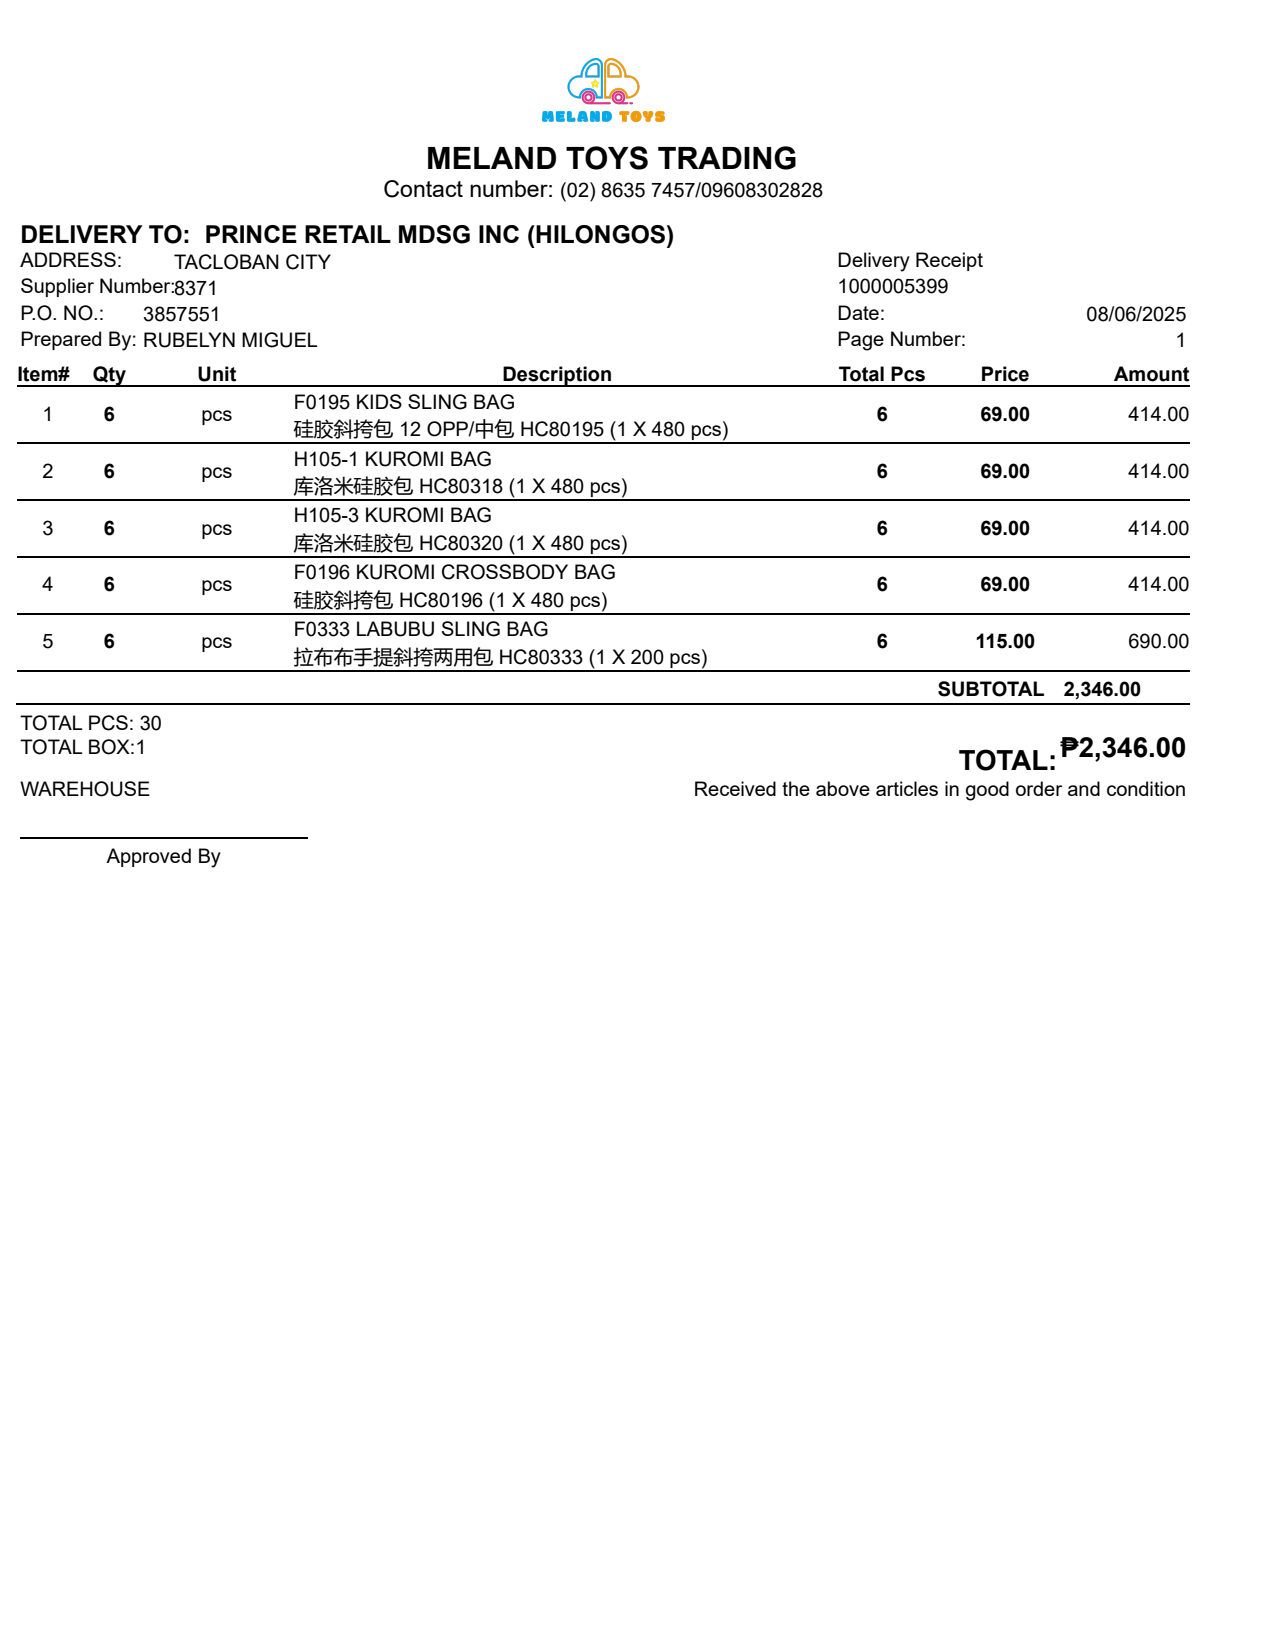 MELAND TOYS
MELAND TOYS TRADING
Contact number: (02) 8635 7457/09608302828
DELIVERY TO: PRINCE RETAIL MDSG INC (HILONGOS)
ADDRESS: TACLOBAN CITY Delivery Receipt
Supplier Number:8371 1000005399
P.O. NO.: 3857551 Date: 08/06/2025
Prepared By: RUBELYN MIGUEL Page Number: 1
Item# Qty Unit Description Total Pcs Price Amount
1 6 pcs F0195 KIDS SLING BAG 6 69.00 414.00
硅胶斜挎包 12 OPP/中包 HC80195 (1 X 480 pcs)
2 6 pcs H105-1 KUROMI BAG 6 69.00 414.00
库洛米硅胶包 HC80318 (1 X 480 pcs)
3 6 pcs H105-3 KUROMI BAG 6 69.00 414.00
库洛米硅胶包 HC80320 (1 X 480 pcs)
4 6 pcs F0196 KUROMI CROSSBODY BAG 6 69.00 414.00
硅胶斜挎包 HC80196 (1 X 480 pcs)
5 6 pcs F0333 LABUBU SLING BAG 6 115.00 690.00
拉布布手提斜挎两用包 HC80333 (1 X 200 pcs)
SUBTOTAL 2,346.00
TOTAL PCS: 30
TOTAL BOX:1 TOTAL: ₱2,346.00
WAREHOUSE Received the above articles in good order and condition
Approved By